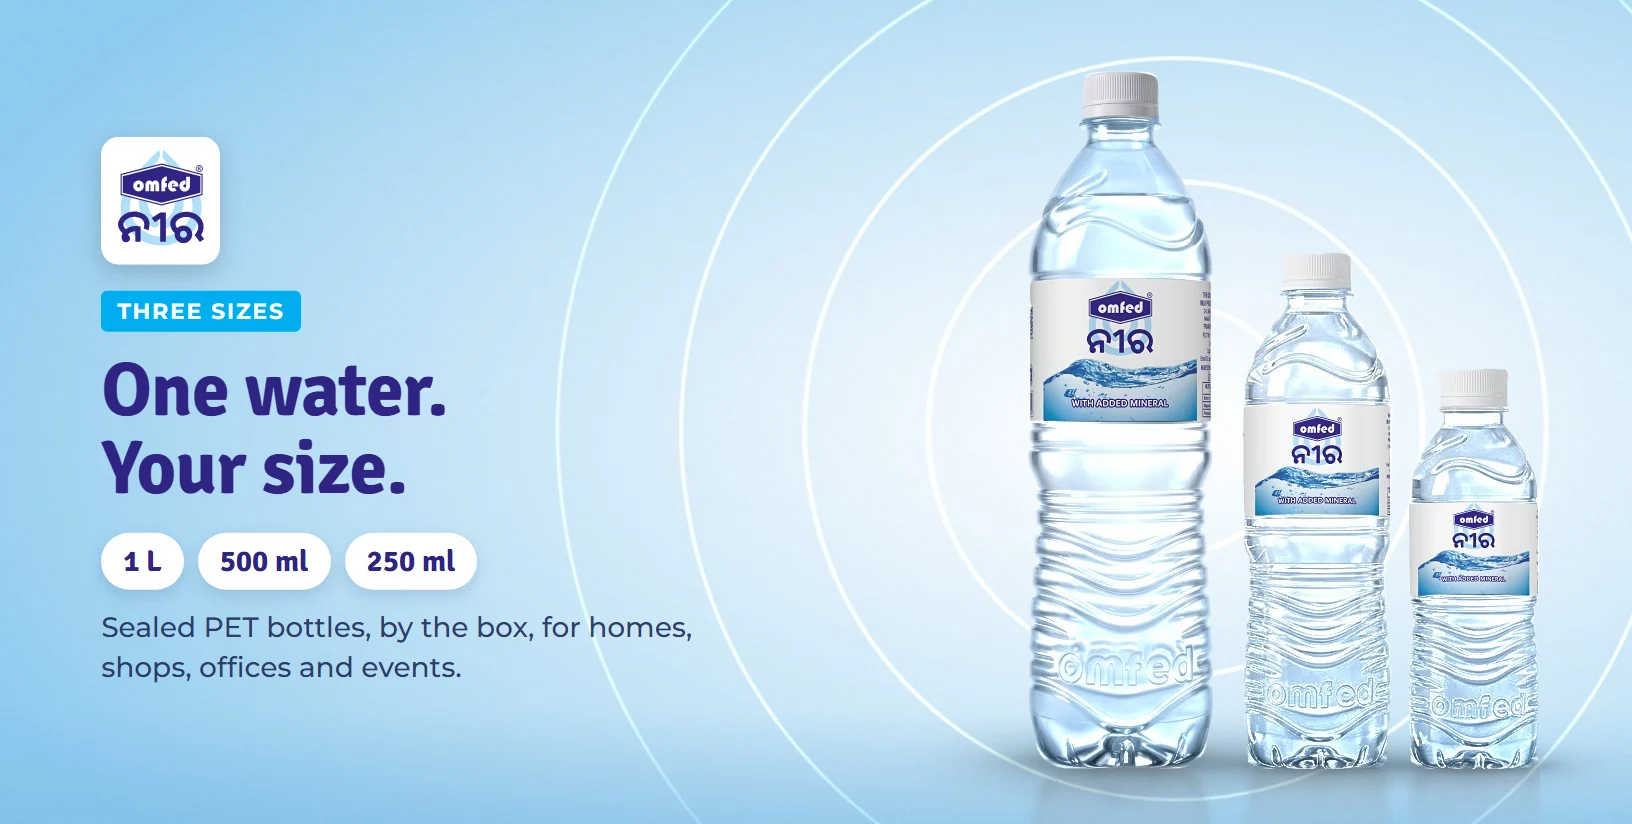 omfed®
ନୀର
THREE SIZES
One water.
Your size.
1 L
500 ml
250 ml
Sealed PET bottles, by the box, for homes,
shops, offices and events.
omfed®
ନୀର
WITH ADDED MINERAL
omfed
omfed
ନୀର
WITH ADDED MINERAL
omfed
omfed
ନୀର
WITH ADDED MINERAL
omfed